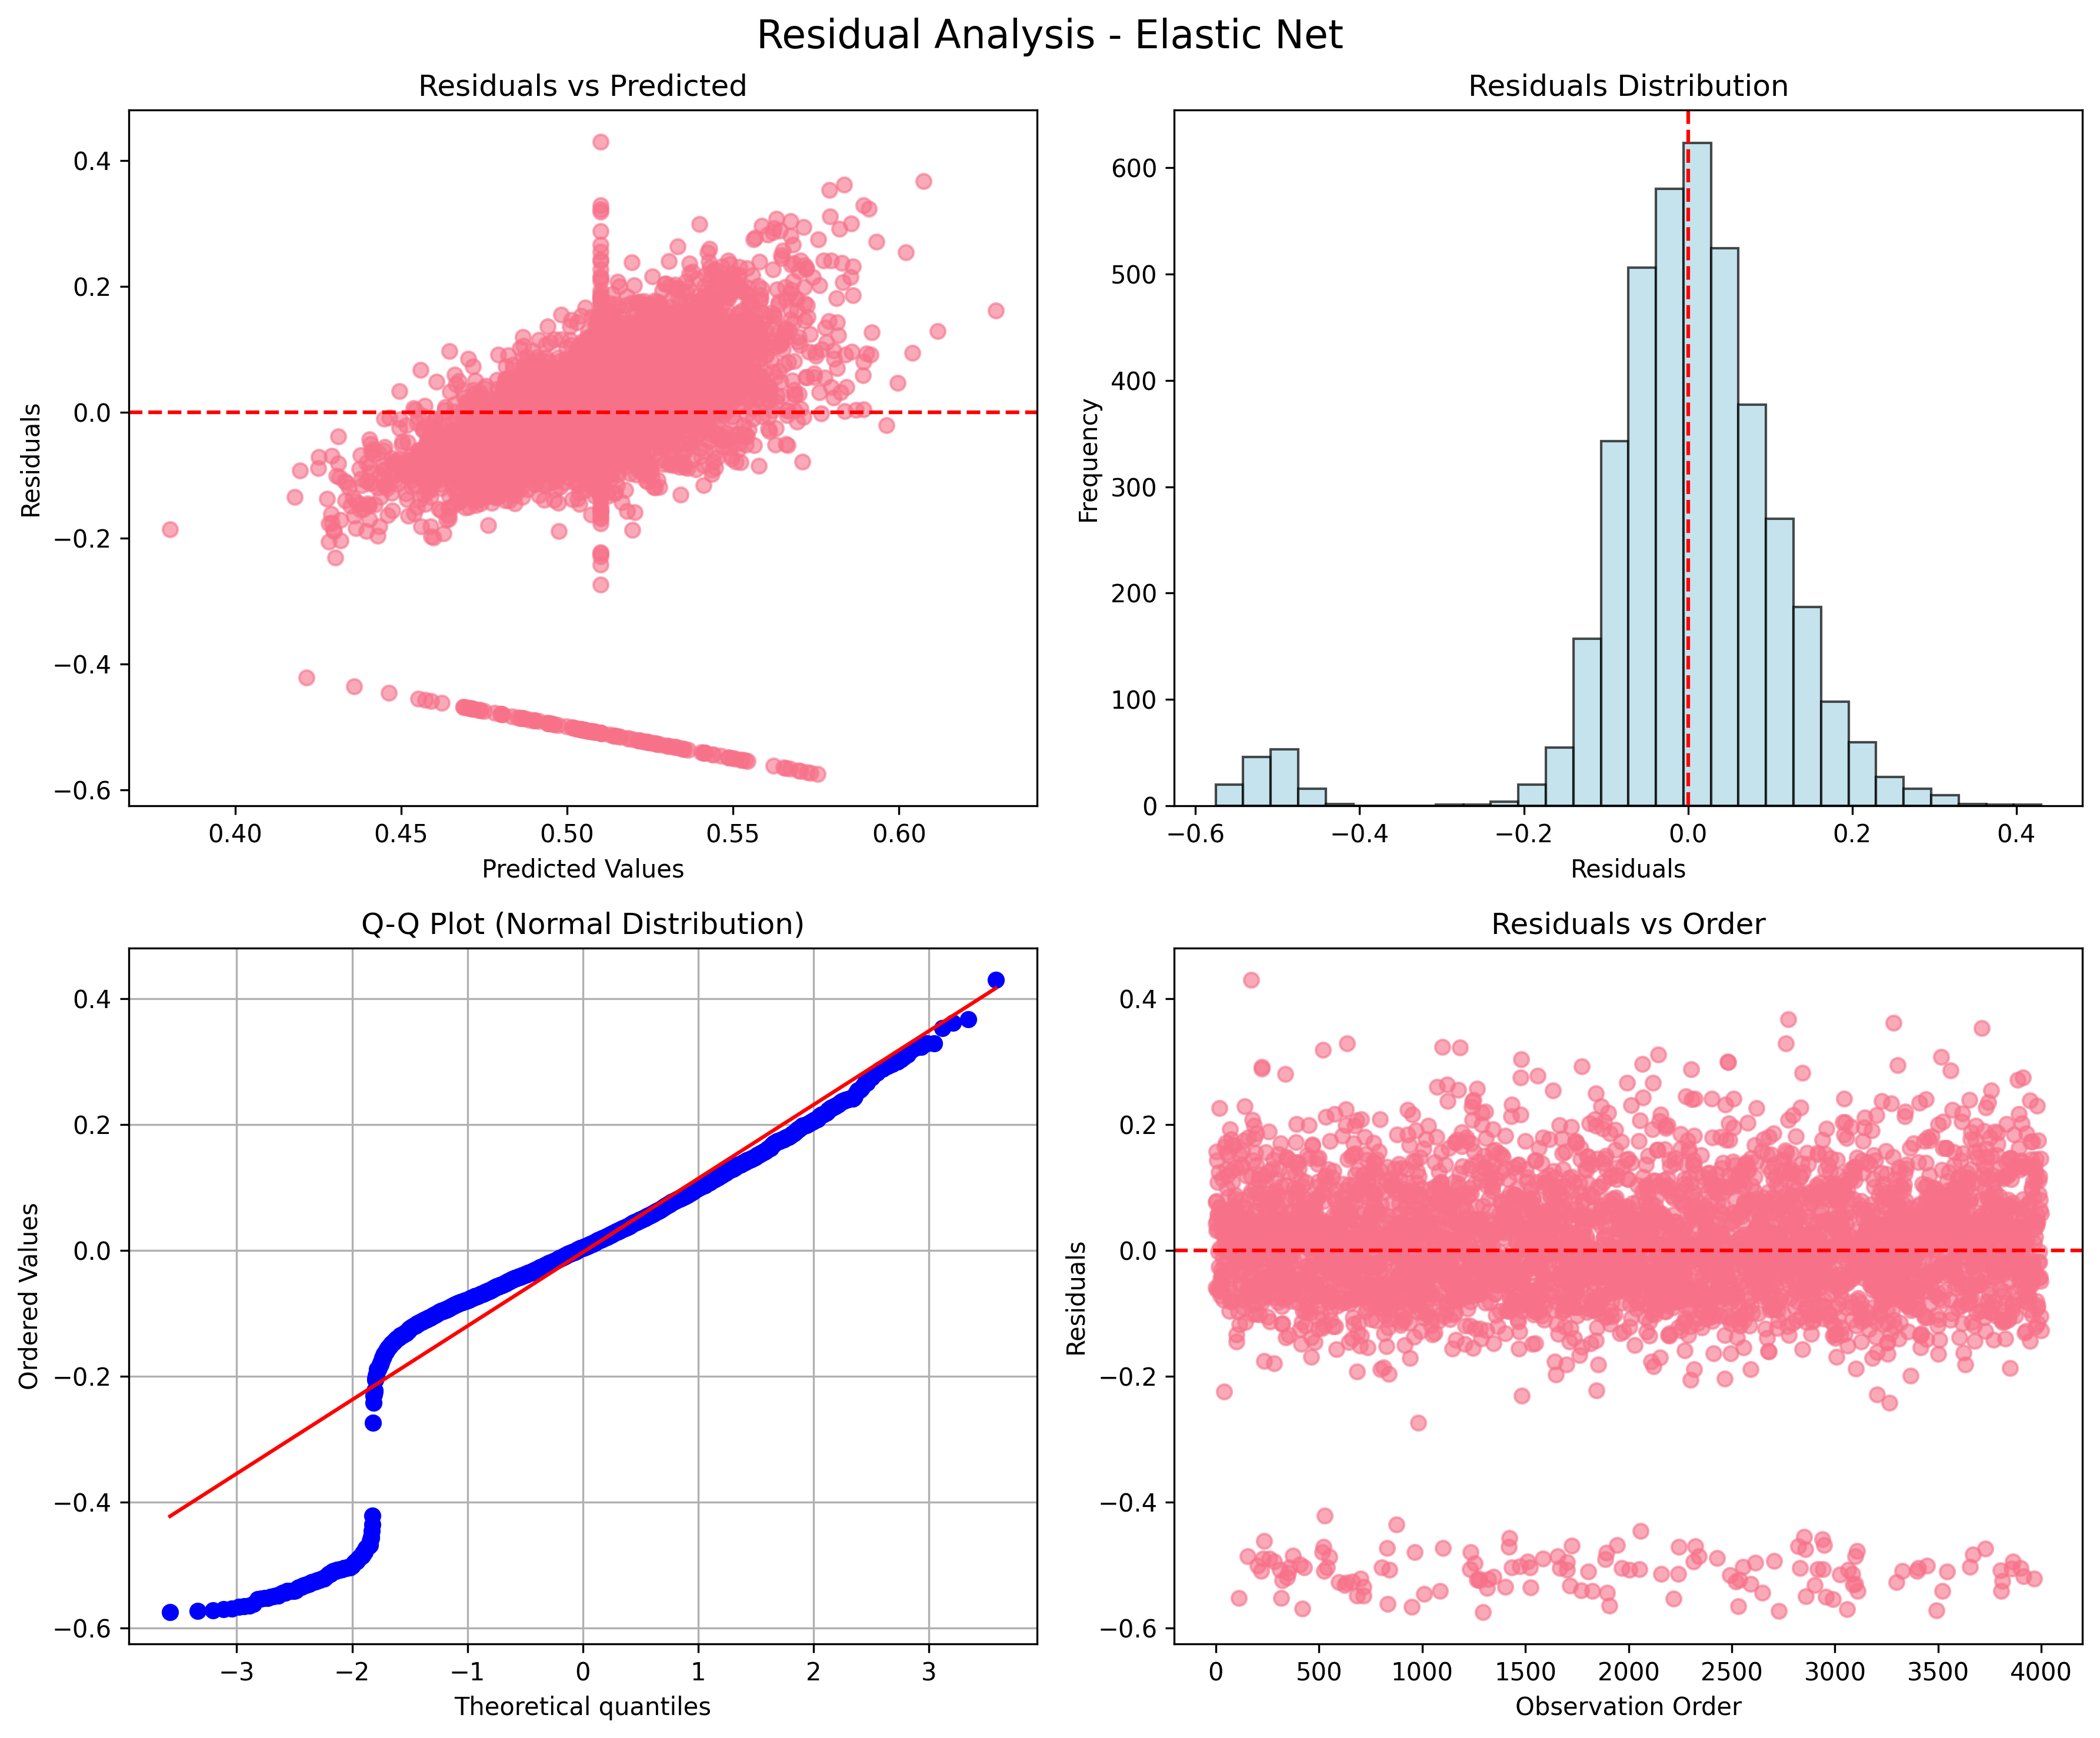 Residual Analysis - Elastic Net
Residuals vs Predicted
Residuals
0.4
0.2
0.0
−0.2
−0.4
−0.6
0.40 0.45 0.50 0.55 0.60
Predicted Values
Residuals Distribution
Frequency
600
500
400
300
200
100
0
−0.6 −0.4 −0.2 0.0 0.2 0.4
Residuals
Q-Q Plot (Normal Distribution)
Ordered Values
0.4
0.2
0.0
−0.2
−0.4
−0.6
−3 −2 −1 0 1 2 3
Theoretical quantiles
Residuals vs Order
Residuals
0.4
0.2
0.0
−0.2
−0.4
−0.6
0 500 1000 1500 2000 2500 3000 3500 4000
Observation Order